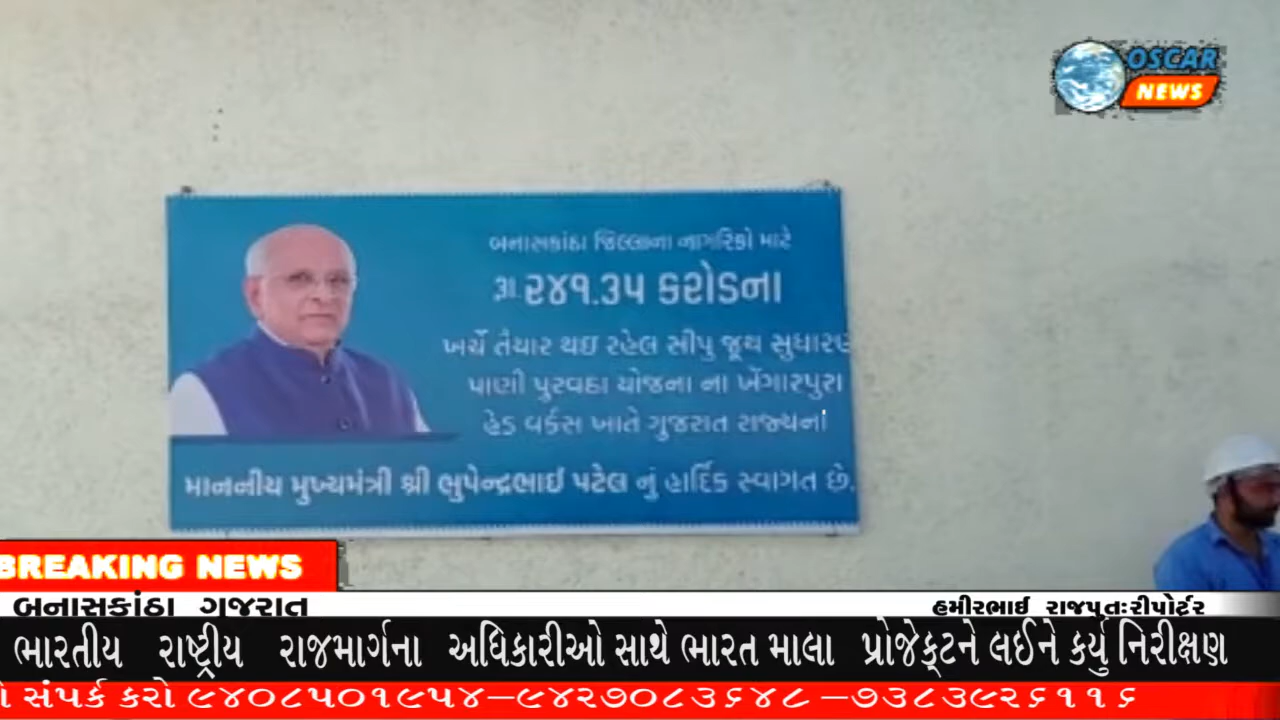 OSCAR
NEWS
બનાસકાંઠા જિલ્લાના નાગરિકો માટે
રૂા. ૨૪૧.૩૫ કરોડના
ખર્ચે તૈયાર થઇ રહેલ સીપુ જૂથ સુધારણ
પાણી પુરવઠા યોજના ના ખેંગારપુરા
હેડ વર્કસ ખાતે ગુજરાત રાજ્યનાં
માનનીય મુખ્યમંત્રી શ્રી ભુપેન્દ્રભાઇ પટેલ નું હાર્દિક સ્વાગત છે.
BREAKING NEWS
બનાસકાંઠા ગુજરાત
હમીરભાઈ રાજપુતઃરીપોર્ટર
ભારતીય રાષ્ટ્રીય રાજમાર્ગના અધિકારીઓ સાથે ભારત માલા પ્રોજેક્ટને લઈને કર્યુ નિરીક્ષણ
સંપર્ક કરો ૯૪૦૮૫૦૧૯૫૪–૯૪૨૭૦૮૩૬૪૮ –૭૩૮૩૯૨૬૧૧૬